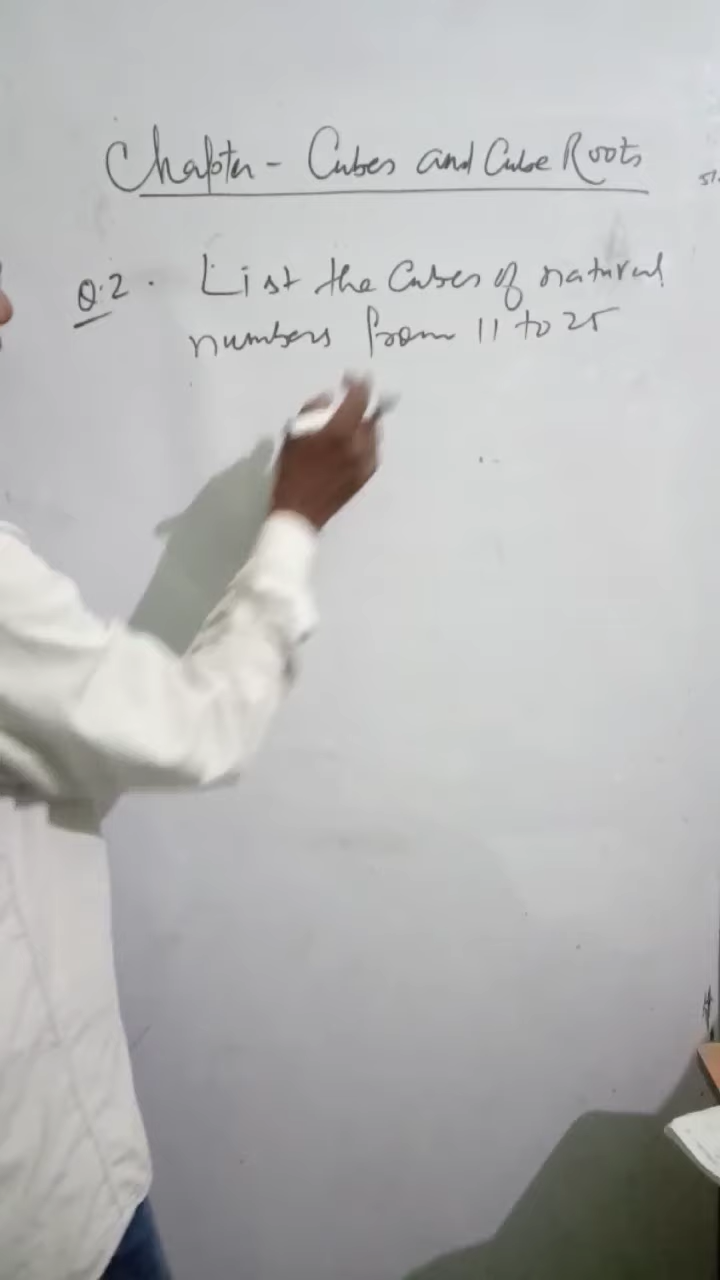 Chapter - Cubes and Cube Roots
Q.2. List the Cubes of natural
numbers from 11 to 25